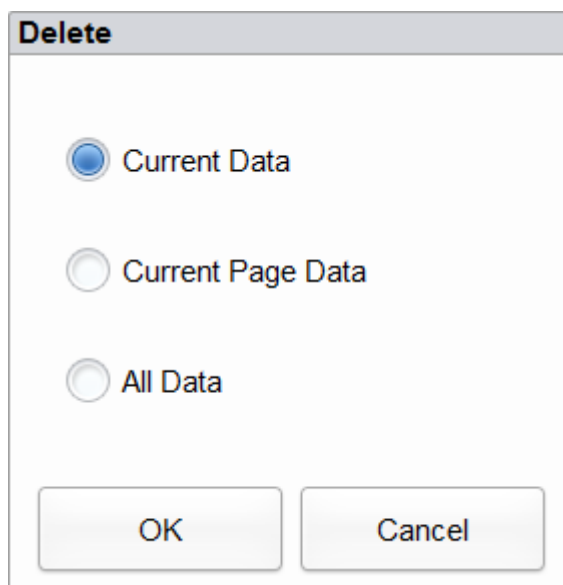 Delete
Current Data
Current Page Data
All Data
OK
Cancel